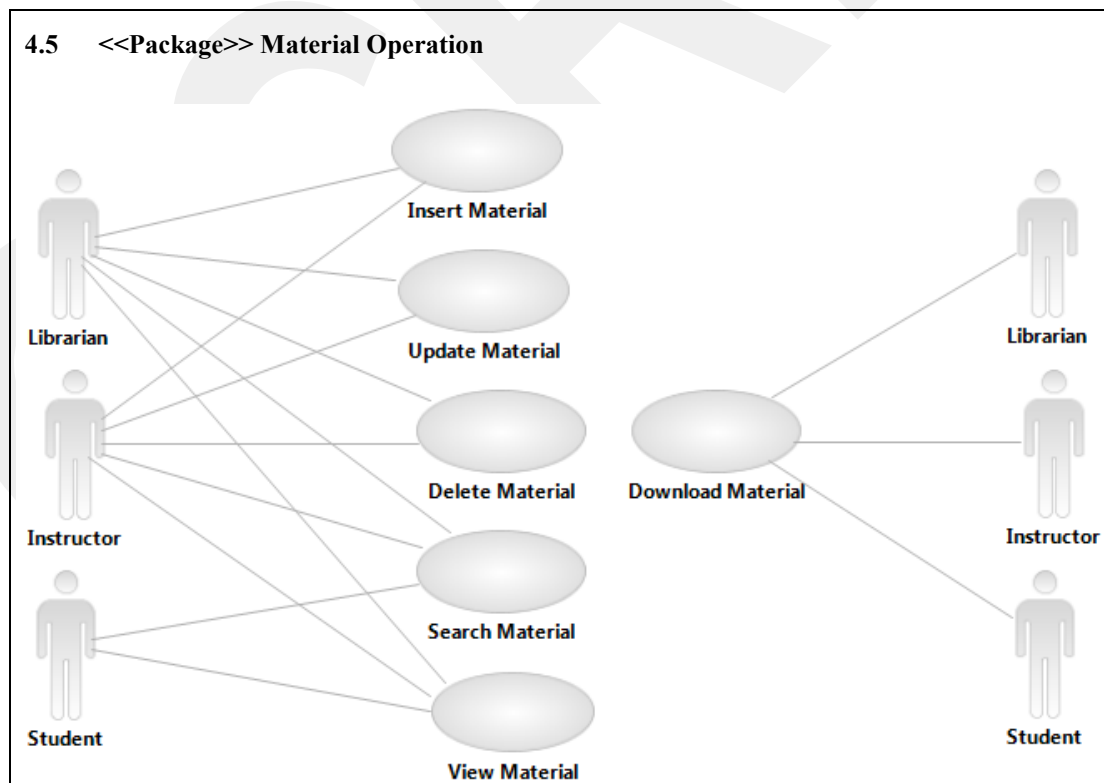 4.5 <<Package>> Material Operation
Insert Material
Librarian
Update Material
Instructor
Delete Material
Search Material
Student
View Material
Download Material
Librarian
Instructor
Student